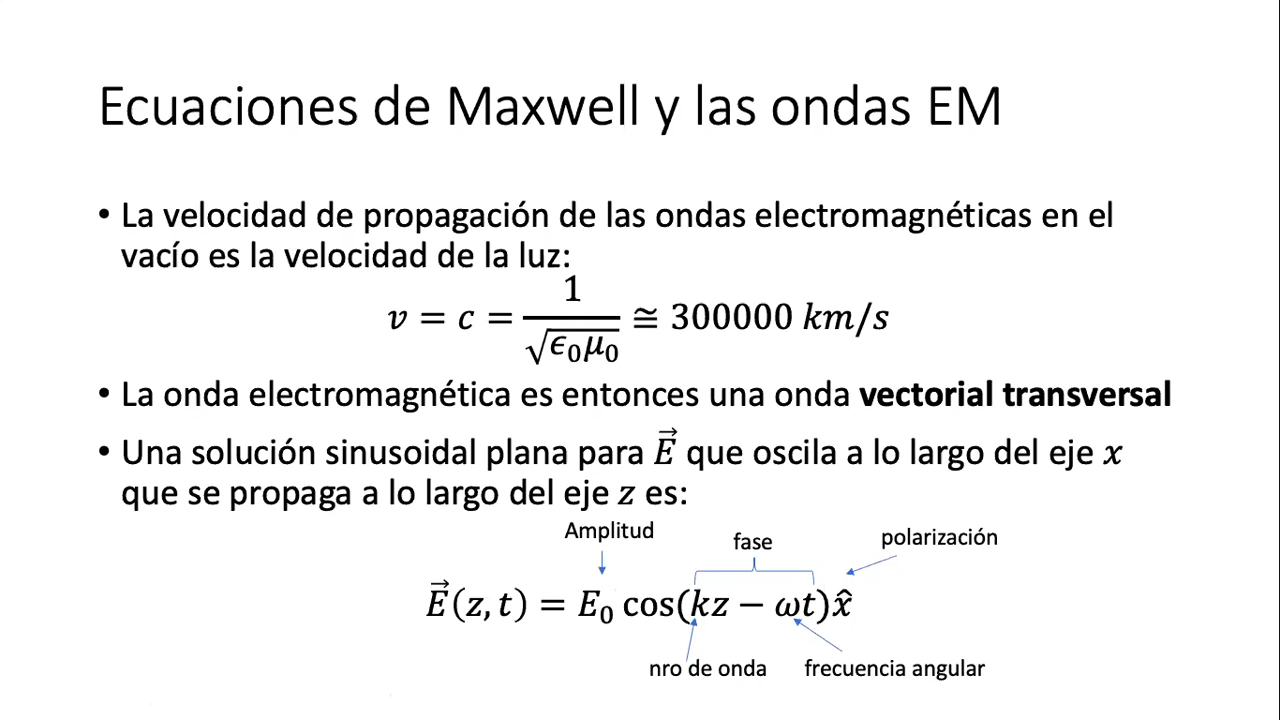 Ecuaciones de Maxwell y las ondas EM
• La velocidad de propagación de las ondas electromagnéticas en el
vacío es la velocidad de la luz:
v = c = 1/√(ϵ₀μ₀) ≅ 300000 km/s
• La onda electromagnética es entonces una onda vectorial transversal
• Una solución sinusoidal plana para E⃗ que oscila a lo largo del eje x
que se propaga a lo largo del eje z es:
Amplitud
fase
polarización
E⃗(z, t) = E₀ cos(kz − ωt)x̂
nro de onda
frecuencia angular